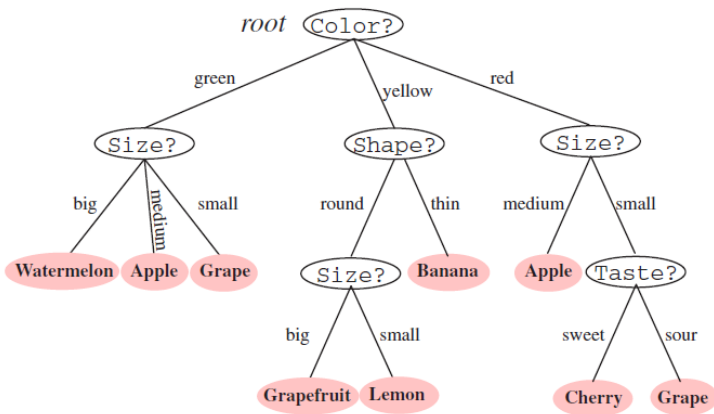 root Color?
green yellow red
Size? Shape? Size?
big medium small round thin medium small
Watermelon Apple Grape Size? Banana Apple Taste?
big small sweet sour
Grapefruit Lemon Cherry Grape